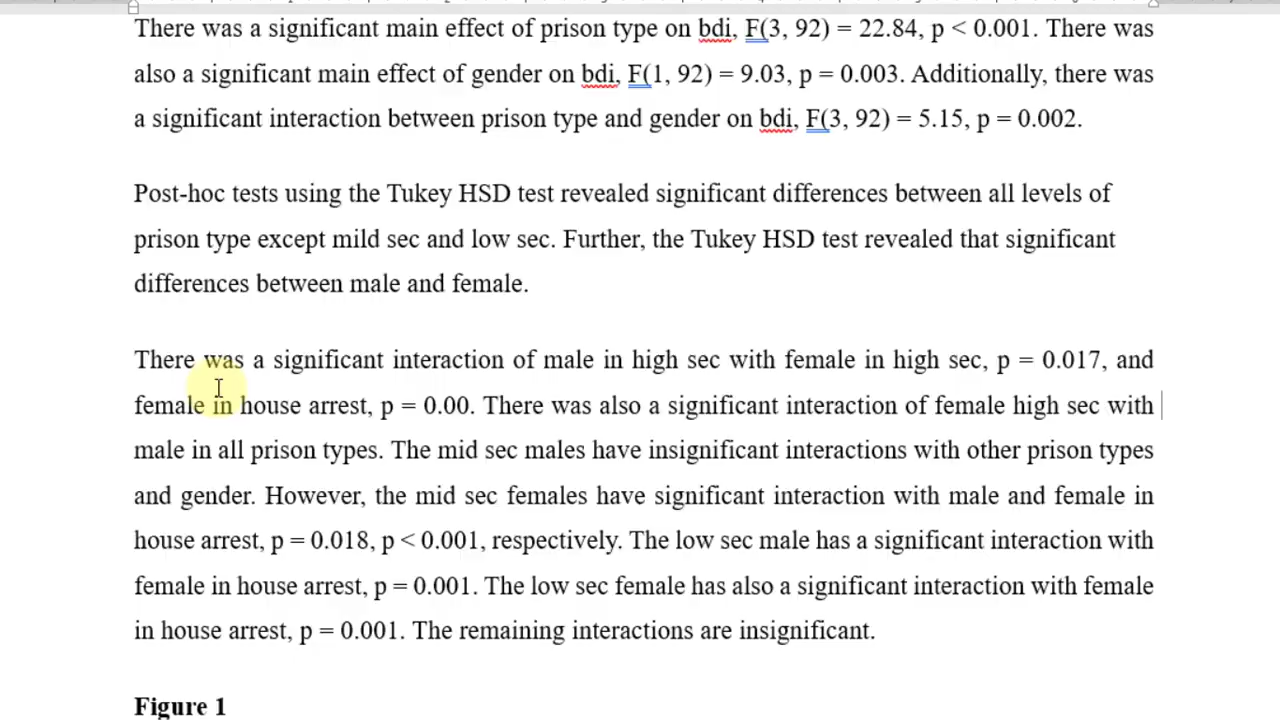 There was a significant main effect of prison type on bdi, F(3, 92) = 22.84, p < 0.001. There was
also a significant main effect of gender on bdi, F(1, 92) = 9.03, p = 0.003. Additionally, there was
a significant interaction between prison type and gender on bdi, F(3, 92) = 5.15, p = 0.002.
Post-hoc tests using the Tukey HSD test revealed significant differences between all levels of
prison type except mild sec and low sec. Further, the Tukey HSD test revealed that significant
differences between male and female.
There was a significant interaction of male in high sec with female in high sec, p = 0.017, and
female in house arrest, p = 0.00. There was also a significant interaction of female high sec with
male in all prison types. The mid sec males have insignificant interactions with other prison types
and gender. However, the mid sec females have significant interaction with male and female in
house arrest, p = 0.018, p < 0.001, respectively. The low sec male has a significant interaction with
female in house arrest, p = 0.001. The low sec female has also a significant interaction with female
in house arrest, p = 0.001. The remaining interactions are insignificant.
Figure 1